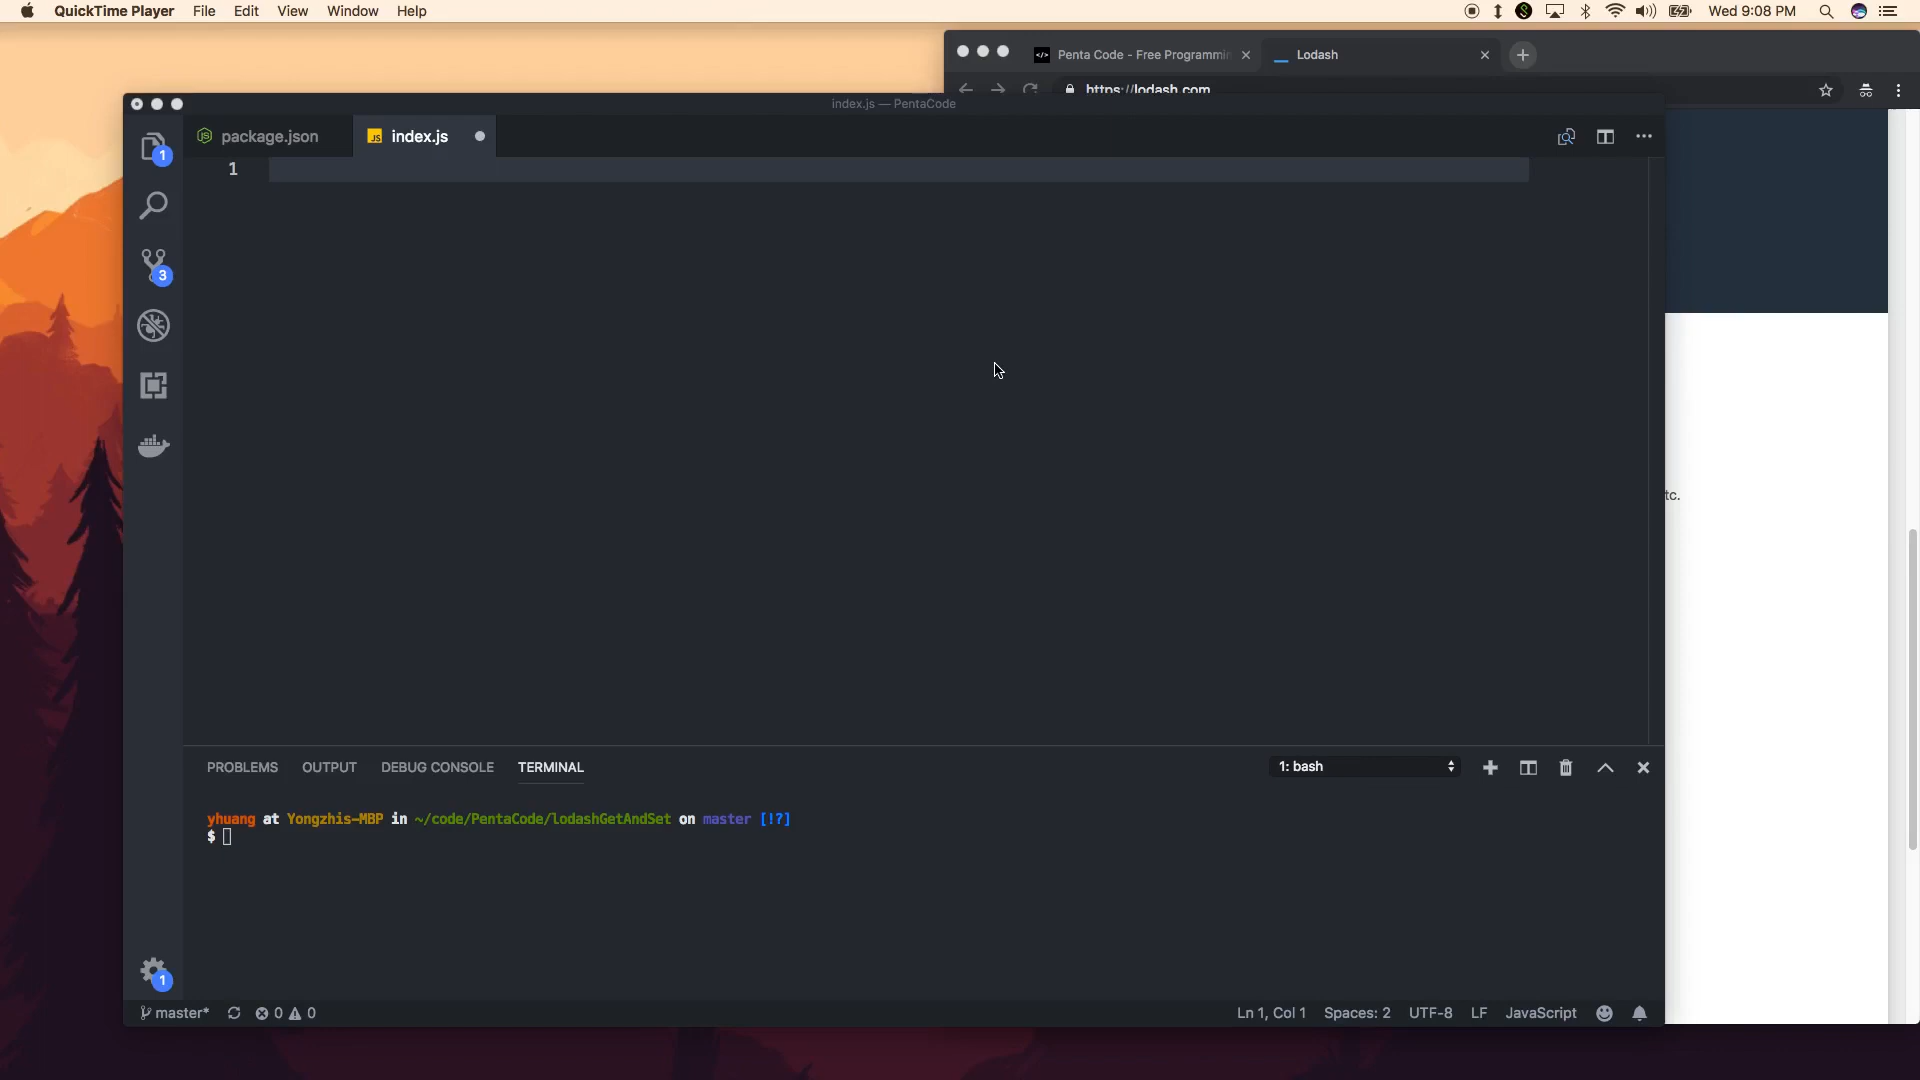 QuickTime Player File Edit View Window Help
Wed 9:08 PM
Penta Code - Free Programmin
Lodash
https://lodash.com
index.js — PentaCode
package.json
index.js
1
1
3
tc.
PROBLEMS OUTPUT DEBUG CONSOLE TERMINAL
1: bash
yhuang at Yongzhis-MBP in ~/code/PentaCode/lodashGetAndSet on master [!?]
$
1
master* 0 0
Ln 1, Col 1 Spaces: 2 UTF-8 LF JavaScript